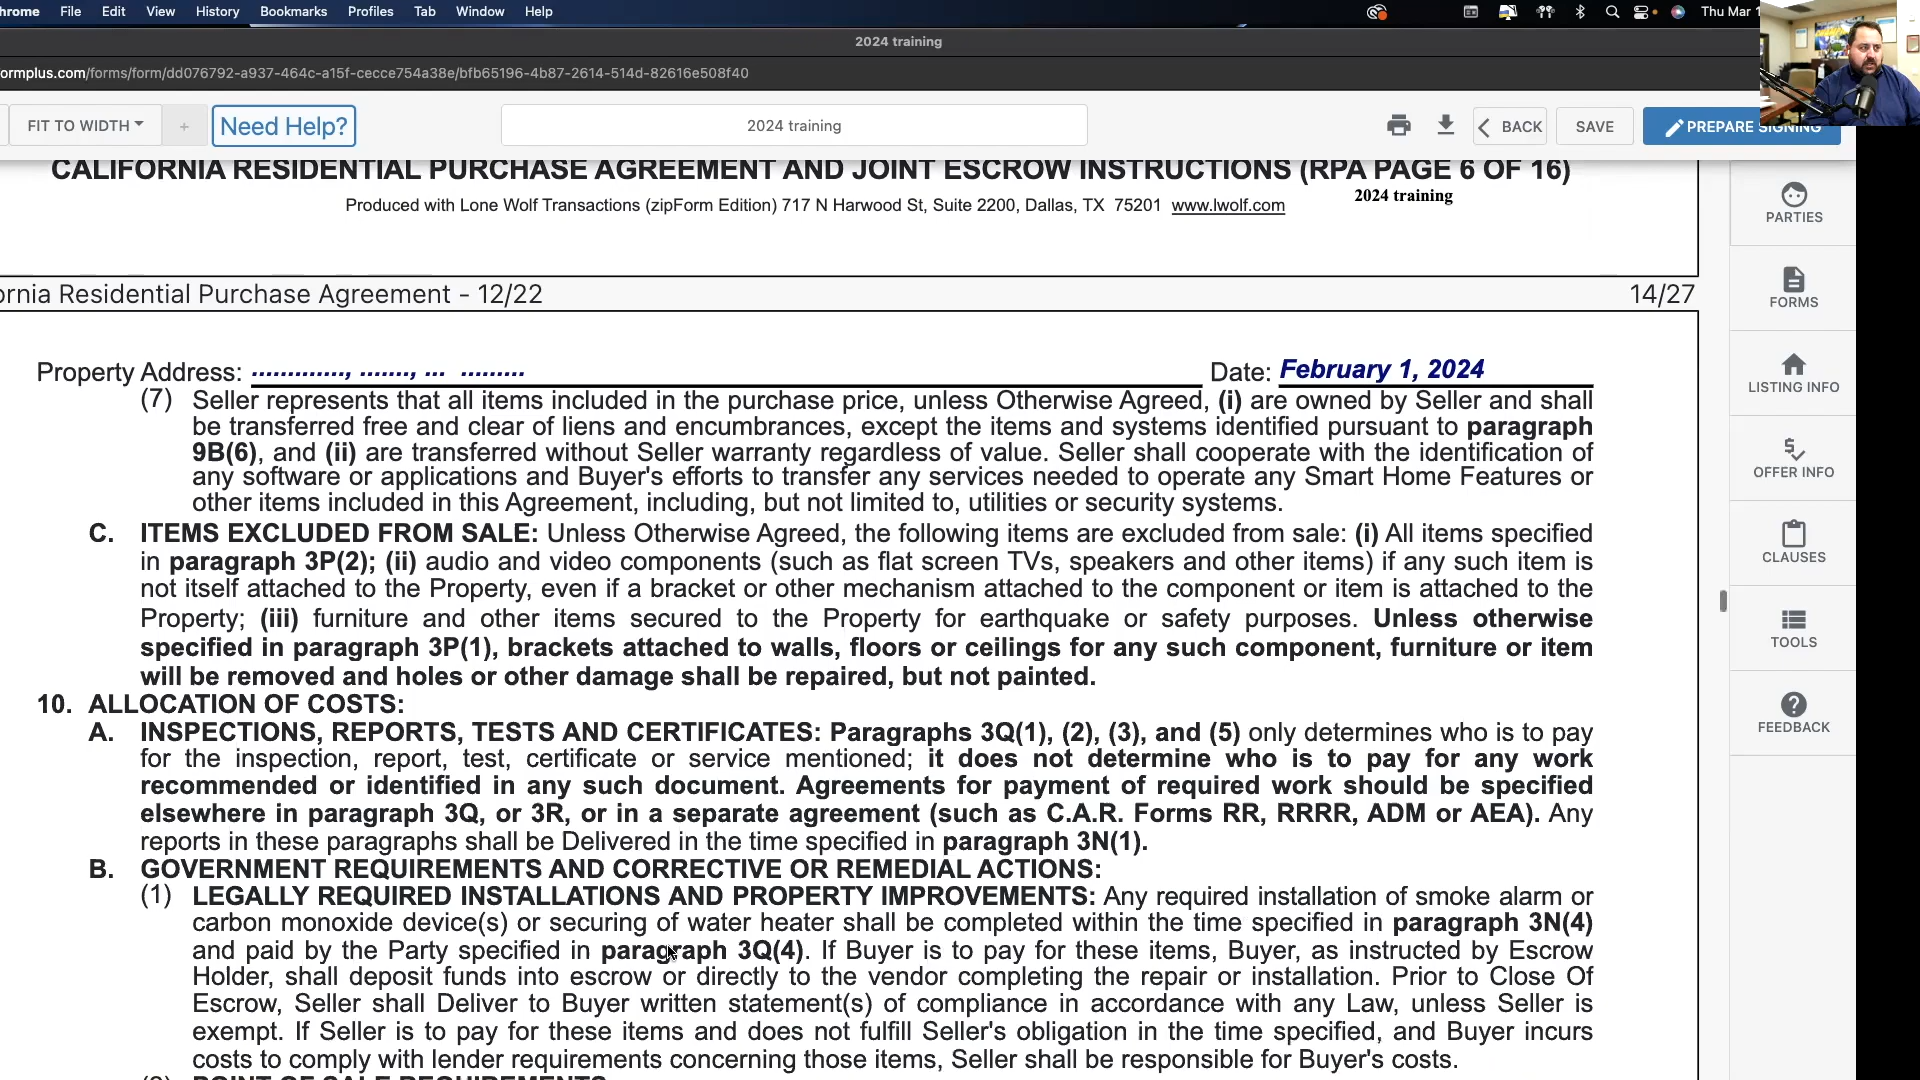 hrome File Edit View History Bookmarks Profiles Tab Window Help Thu Mar 1
2024 training
ormplus.com/forms/form/dd076792-a937-464c-a15f-cecce754a38e/bfb65196-4b87-2614-514d-82616e508f40
FIT TO WIDTH + Need Help? 2024 training BACK SAVE PREPARE SIGNING
CALIFORNIA RESIDENTIAL PURCHASE AGREEMENT AND JOINT ESCROW INSTRUCTIONS (RPA PAGE 6 OF 16)
Produced with Lone Wolf Transactions (zipForm Edition) 717 N Harwood St, Suite 2200, Dallas, TX 75201 www.lwolf.com 2024 training
ornia Residential Purchase Agreement - 12/22 14/27
Property Address: ............., ......., ... ......... Date: February 1, 2024
(7) Seller represents that all items included in the purchase price, unless Otherwise Agreed, (i) are owned by Seller and shall
be transferred free and clear of liens and encumbrances, except the items and systems identified pursuant to paragraph
9B(6), and (ii) are transferred without Seller warranty regardless of value. Seller shall cooperate with the identification of
any software or applications and Buyer's efforts to transfer any services needed to operate any Smart Home Features or
other items included in this Agreement, including, but not limited to, utilities or security systems.
C. ITEMS EXCLUDED FROM SALE: Unless Otherwise Agreed, the following items are excluded from sale: (i) All items specified
in paragraph 3P(2); (ii) audio and video components (such as flat screen TVs, speakers and other items) if any such item is
not itself attached to the Property, even if a bracket or other mechanism attached to the component or item is attached to the
Property; (iii) furniture and other items secured to the Property for earthquake or safety purposes. Unless otherwise
specified in paragraph 3P(1), brackets attached to walls, floors or ceilings for any such component, furniture or item
will be removed and holes or other damage shall be repaired, but not painted.
10. ALLOCATION OF COSTS:
A. INSPECTIONS, REPORTS, TESTS AND CERTIFICATES: Paragraphs 3Q(1), (2), (3), and (5) only determines who is to pay
for the inspection, report, test, certificate or service mentioned; it does not determine who is to pay for any work
recommended or identified in any such document. Agreements for payment of required work should be specified
elsewhere in paragraph 3Q, or 3R, or in a separate agreement (such as C.A.R. Forms RR, RRRR, ADM or AEA). Any
reports in these paragraphs shall be Delivered in the time specified in paragraph 3N(1).
B. GOVERNMENT REQUIREMENTS AND CORRECTIVE OR REMEDIAL ACTIONS:
(1) LEGALLY REQUIRED INSTALLATIONS AND PROPERTY IMPROVEMENTS: Any required installation of smoke alarm or
carbon monoxide device(s) or securing of water heater shall be completed within the time specified in paragraph 3N(4)
and paid by the Party specified in paragraph 3Q(4). If Buyer is to pay for these items, Buyer, as instructed by Escrow
Holder, shall deposit funds into escrow or directly to the vendor completing the repair or installation. Prior to Close Of
Escrow, Seller shall Deliver to Buyer written statement(s) of compliance in accordance with any Law, unless Seller is
exempt. If Seller is to pay for these items and does not fulfill Seller's obligation in the time specified, and Buyer incurs
costs to comply with lender requirements concerning those items, Seller shall be responsible for Buyer's costs.
(2) POINT OF SALE REQUIREMENTS
PARTIES
FORMS
LISTING INFO
OFFER INFO
CLAUSES
TOOLS
FEEDBACK